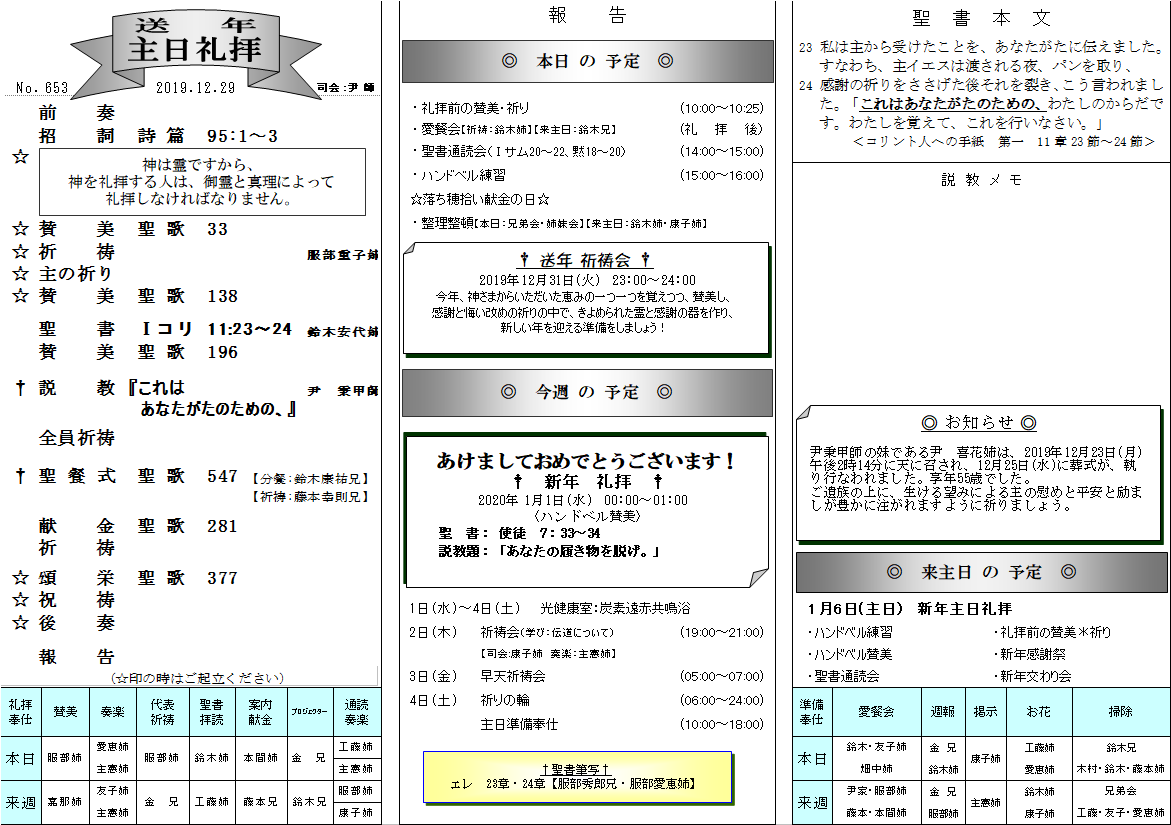 送 年
主日礼拝
No. 653 2019.12.29 司会:尹 師
前 奏
招 詞 詩 篇 95:1～3
☆
神は霊ですから、
神を礼拝する人は、御霊と真理によって
礼拝しなければなりません。
☆ 賛 美 聖 歌 33
☆ 祈 祷 服部重子姉
☆ 主の祈り
☆ 賛 美 聖 歌 138
聖 書 Ⅰコリ 11:23～24 鈴木安代姉
賛 美 聖 歌 196
† 説 教 『これは 尹 乗甲師
あなたがたのための、』
全員祈祷
† 聖 餐 式 聖 歌 547 【分餐:鈴木康祐兄】
【祈祷:藤本幸則兄】
献 金 聖 歌 281
祈 祷
☆ 頌 栄 聖 歌 377
☆ 祝 祷
☆ 後 奏
報 告
(☆印の時はご起立ください)
礼拝奉仕 賛美 奏楽 代表祈祷 聖書拝読 案内献金 プロジェクター 通読奏楽
本日 服部姉 愛恵姉 主憲姉 服部姉 鈴木姉 本間姉 金 兄 工藤姉 主憲姉
来週 嘉那姉 友子姉 主憲姉 金 兄 工藤姉 藤本兄 鈴木兄 服部姉 康子姉
報 告
◎ 本日 の 予定 ◎
・礼拝前の賛美・祈り (10:00～10:25)
・愛餐会【祈祷:鈴木姉】【来主日:鈴木兄】 (礼 拝 後)
・聖書通読会(Ⅰサム20～22、黙18～20) (14:00～15:00)
・ハンドベル練習 (15:00～16:00)
☆落ち穂拾い献金の日☆
・整理整頓【本日:兄弟会・姉妹会】【来主日:鈴木姉・康子姉】
† 送年 祈祷会 †
2019年12月31日(火) 23:00～24:00
今年、神さまからいただいた恵みの一つ一つを覚えつつ、賛美し、
感謝と悔い改めの祈りの中で、きよめられた霊と感謝の器を作り、
新しい年を迎える準備をしましょう！
◎ 今週 の 予定 ◎
あけましておめでとうございます！
† 新年 礼拝 †
2020年 1月1日(水) 00:00～01:00
〈ハンドベル賛美〉
聖 書： 使徒 7：33～34
説教題：「あなたの履き物を脱げ。」
1日(水)～4日(土) 光健康室:炭素遠赤共鳴浴
2日(木) 祈祷会(学び:伝道について) (19:00～21:00)
【司会:康子姉 奏楽:主憲姉】
3日(金) 早天祈祷会 (05:00～07:00)
4日(土) 祈りの輪 (06:00～24:00)
主日準備奉仕 (10:00～18:00)
†聖書筆写†
エレ 23章・24章【服部秀郎兄・服部愛恵姉】
聖 書 本 文
23 私は主から受けたことを、あなたがたに伝えました。
すなわち、主イエスは渡される夜、パンを取り、
24 感謝の祈りをささげた後それを裂き、こう言われまし
た。「これはあなたがたのための、わたしのからだで
す。わたしを覚えて、これを行いなさい。」
＜コリント人への手紙 第一 11章23節～24節＞
説 教 メ モ
◎ お知らせ ◎
尹乗甲師の妹である尹 喜花姉は、2019年12月23日(月)
午後2時14分に天に召され、12月25日(水)に葬式が、執
り行なわれました。享年55歳でした。
ご遺族の上に、生ける望みによる主の慰めと平安と励ま
しが豊かに注がれますように祈りましょう。
◎ 来主日 の 予定 ◎
1月6日(主日) 新年主日礼拝
・ハンドベル練習 ・礼拝前の賛美＊祈り
・ハンドベル賛美 ・新年感謝祭
・聖書通読会 ・新年交わり会
準備奉仕 愛餐会 週報 掲示 お花 掃除
本日 鈴木・友子姉 畑中姉 金 兄 鈴木姉 康子姉 工藤姉 愛恵姉 鈴木兄 木村・鈴木・藤本姉
来週 尹家・服部姉 藤本・本間姉 金 兄 服部姉 主憲姉 鈴木姉 康子姉 兄弟会 工藤・友子・愛恵姉